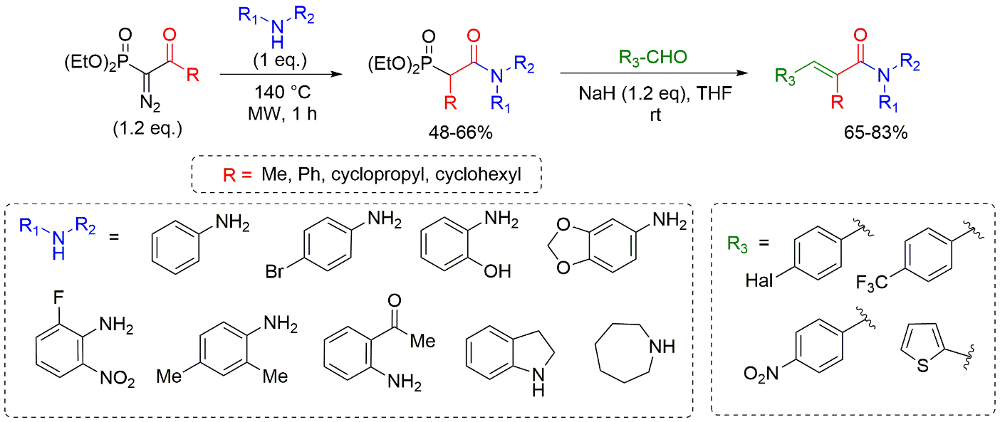 R₁ R₂
N
H
(1 eq.)
140 °C
MW, 1 h
O O
(EtO)₂P R
N₂
(1.2 eq.)
O O
(EtO)₂P N R₂
R R₁
48-66%
R₃-CHO
NaH (1.2 eq), THF
rt
O
R₃ N R₂
R R₁
65-83%
R = Me, Ph, cyclopropyl, cyclohexyl
R₁ R₂
N
H
=
NH₂
NH₂
Br
NH₂
OH
O
O
NH₂
F
NH₂
NO₂
NH₂
Me Me
O
Me
NH₂
N
H
NH
R₃ =
Hal
F₃C
O₂N
S